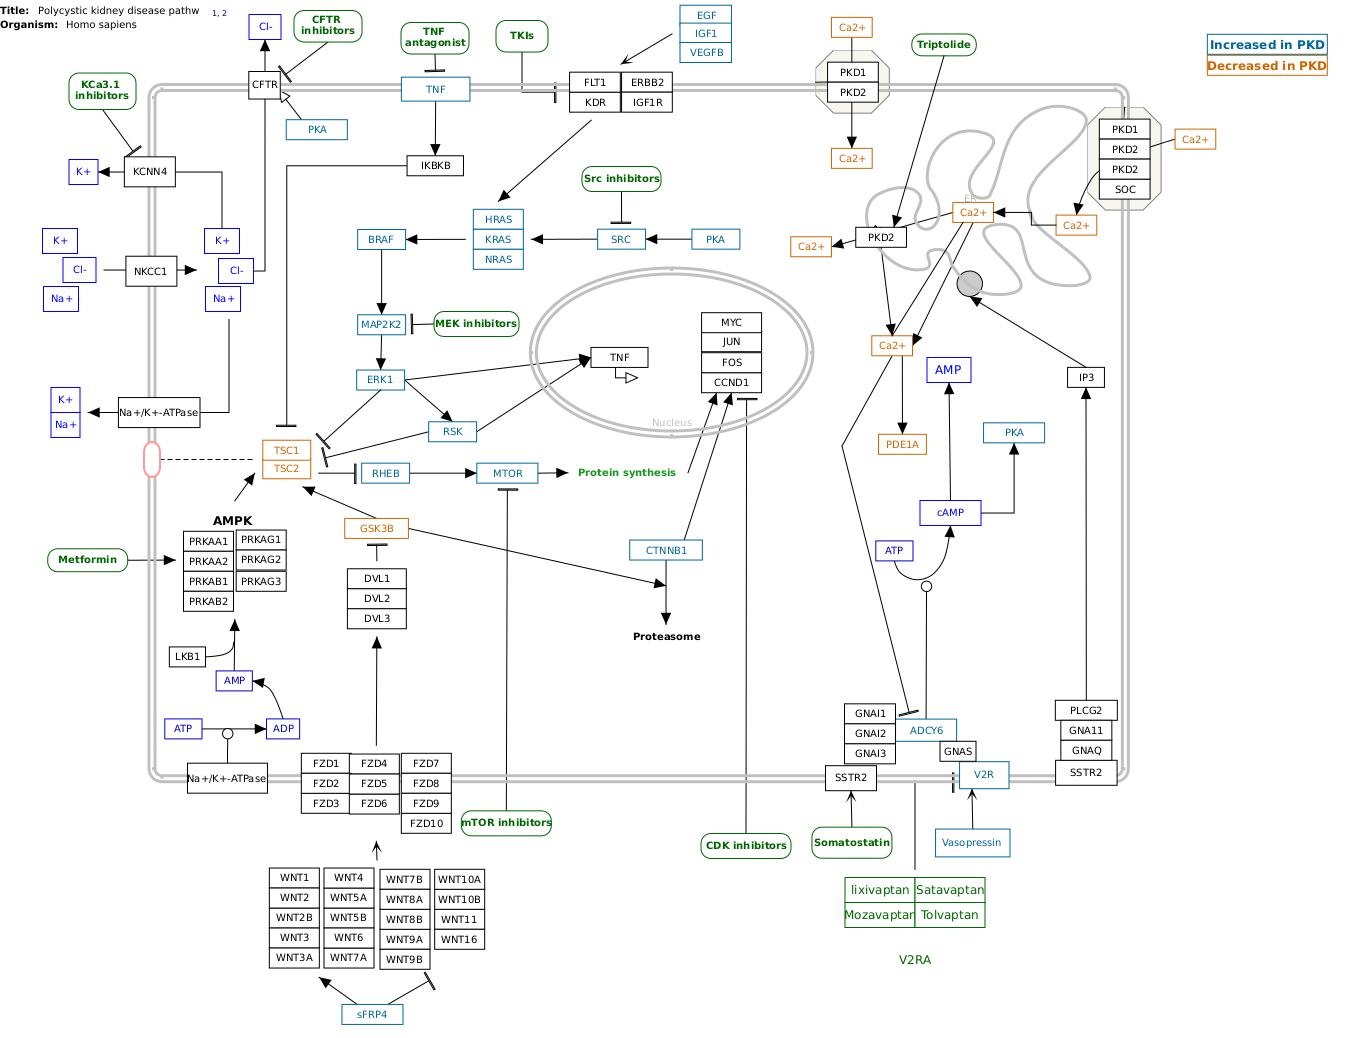 Title: Polycystic kidney disease pathw 1, 2
Organism: Homo sapiens
Cl-
CFTR
inhibitors
TNF
antagonist
TKIs
EGF
IGF1
VEGFB
Ca2+
Triptolide
Increased in PKD
Decreased in PKD
KCa3.1
inhibitors
CFTR
TNF
FLT1
ERBB2
KDR
IGF1R
PKD1
PKD2
PKA
Ca2+
PKD1
PKD2
PKD2
SOC
Ca2+
K+
KCNN4
IKBKB
Src inhibitors
HRAS
KRAS
NRAS
BRAF
SRC
PKA
ER
Ca2+
Ca2+
PKD2
Ca2+
K+
Cl-
Na+
NKCC1
K+
Cl-
Na+
MAP2K2
MEK inhibitors
MYC
JUN
FOS
CCND1
TNF
Nucleus
Ca2+
AMP
IP3
ERK1
K+
Na+
Na+/K+-ATPase
RSK
PDE1A
PKA
TSC1
TSC2
RHEB
MTOR
Protein synthesis
AMPK
GSK3B
cAMP
Metformin
PRKAA1
PRKAG1
PRKAA2
PRKAG2
PRKAB1
PRKAG3
PRKAB2
CTNNB1
ATP
DVL1
DVL2
DVL3
Proteasome
LKB1
AMP
ATP
ADP
Na+/K+-ATPase
FZD1
FZD4
FZD7
FZD2
FZD5
FZD8
FZD3
FZD6
FZD9
FZD10
GNAI1
GNAI2
GNAI3
SSTR2
ADCY6
GNAS
V2R
PLCG2
GNA11
GNAQ
SSTR2
mTOR inhibitors
CDK inhibitors
Somatostatin
Vasopressin
WNT1
WNT4
WNT7B
WNT10A
WNT2
WNT5A
WNT8A
WNT10B
WNT2B
WNT5B
WNT8B
WNT11
WNT3
WNT6
WNT9A
WNT16
WNT3A
WNT7A
WNT9B
lixivaptan
Satavaptan
Mozavaptan
Tolvaptan
V2RA
sFRP4